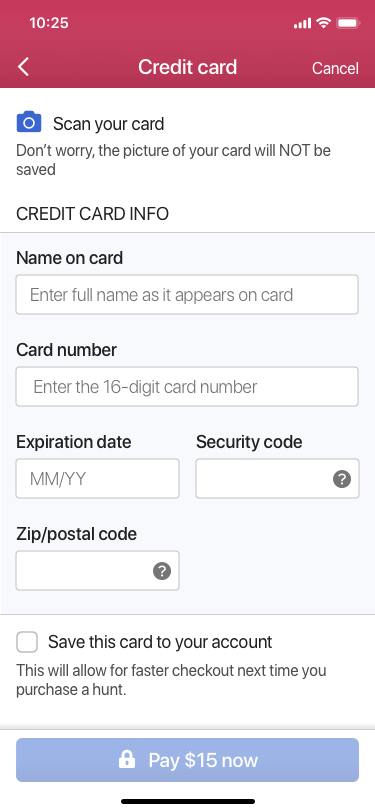 10:25
Credit card
Cancel
Scan your card
Don’t worry, the picture of your card will NOT be
saved
CREDIT CARD INFO
Name on card
Enter full name as it appears on card
Card number
Enter the 16-digit card number
Expiration date
Security code
MM/YY
?
Zip/postal code
?
Save this card to your account
This will allow for faster checkout next time you
purchase a hunt.
Pay $15 now